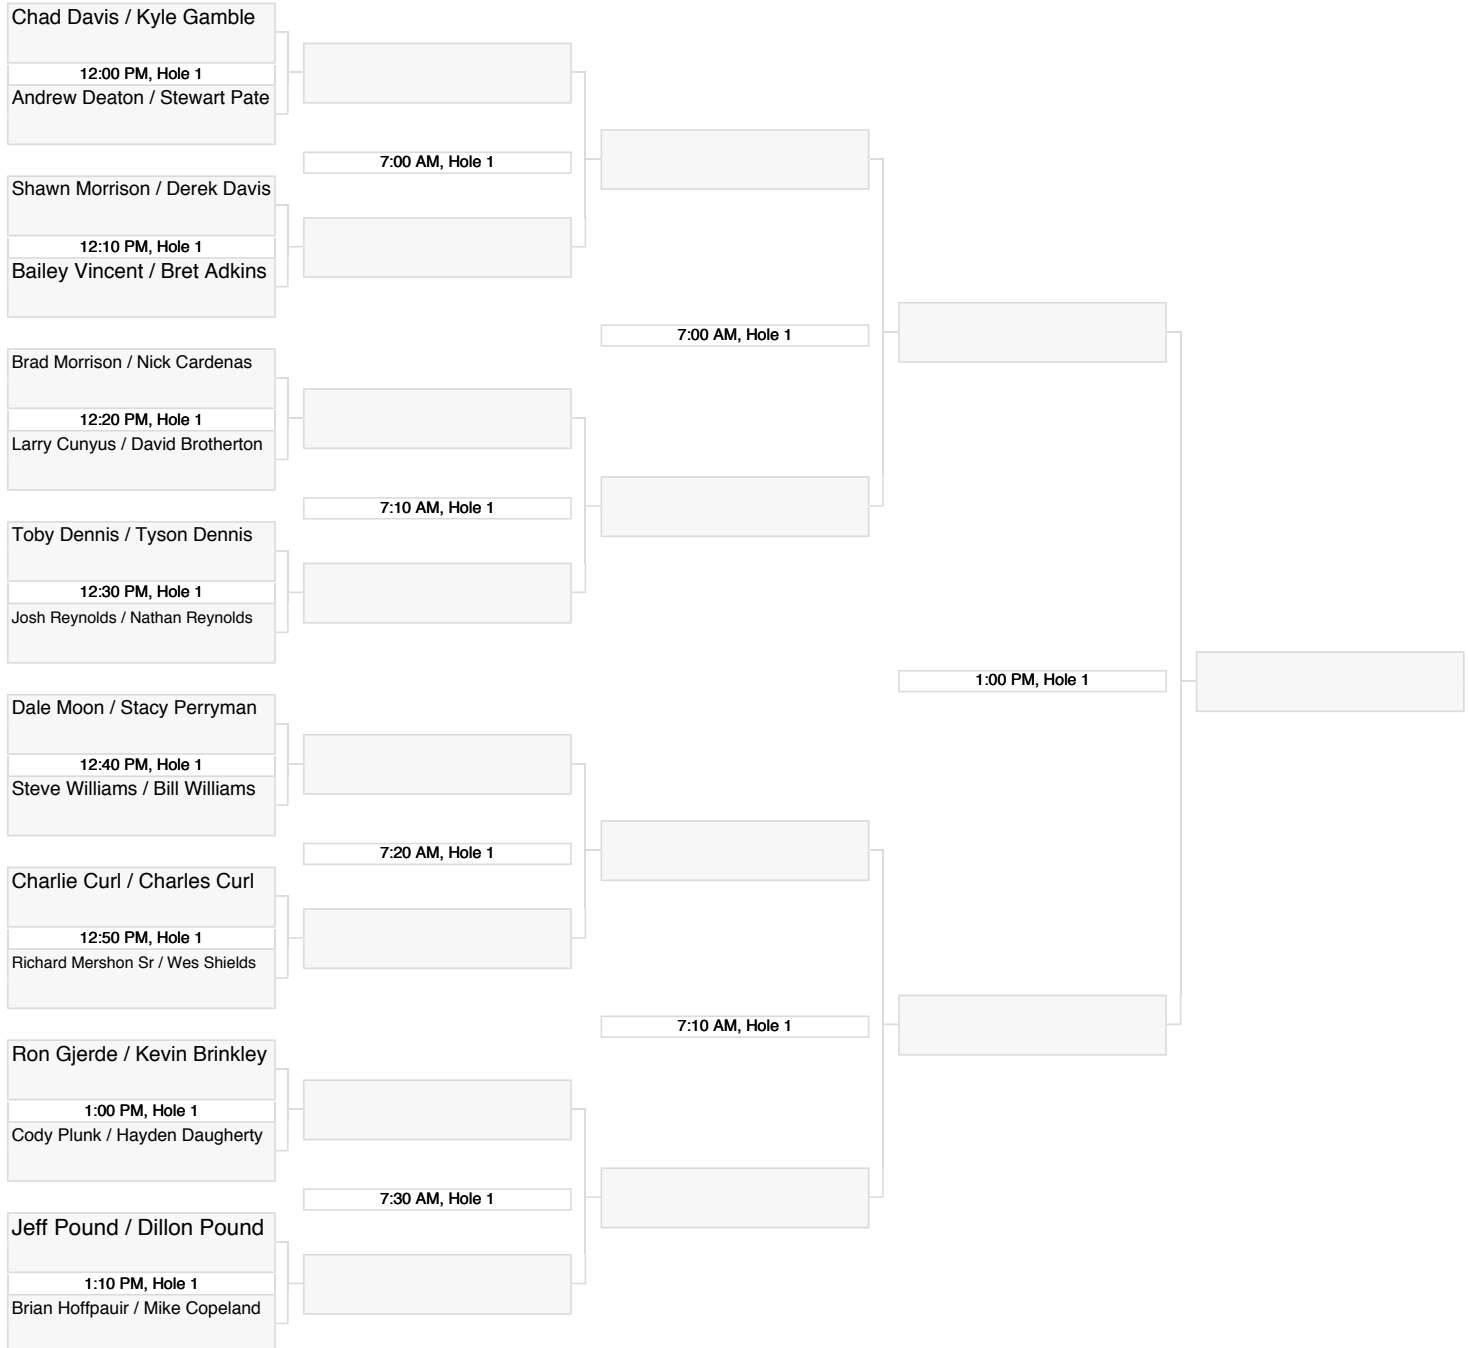 Chad Davis / Kyle Gamble
12:00 PM, Hole 1
Andrew Deaton / Stewart Pate
7:00 AM, Hole 1
Shawn Morrison / Derek Davis
12:10 PM, Hole 1
Bailey Vincent / Bret Adkins
7:00 AM, Hole 1
Brad Morrison / Nick Cardenas
12:20 PM, Hole 1
Larry Cunyus / David Brotherton
7:10 AM, Hole 1
Toby Dennis / Tyson Dennis
12:30 PM, Hole 1
Josh Reynolds / Nathan Reynolds
1:00 PM, Hole 1
Dale Moon / Stacy Perryman
12:40 PM, Hole 1
Steve Williams / Bill Williams
7:20 AM, Hole 1
Charlie Curl / Charles Curl
12:50 PM, Hole 1
Richard Mershon Sr / Wes Shields
7:10 AM, Hole 1
Ron Gjerde / Kevin Brinkley
1:00 PM, Hole 1
Cody Plunk / Hayden Daugherty
7:30 AM, Hole 1
Jeff Pound / Dillon Pound
1:10 PM, Hole 1
Brian Hoffpauir / Mike Copeland